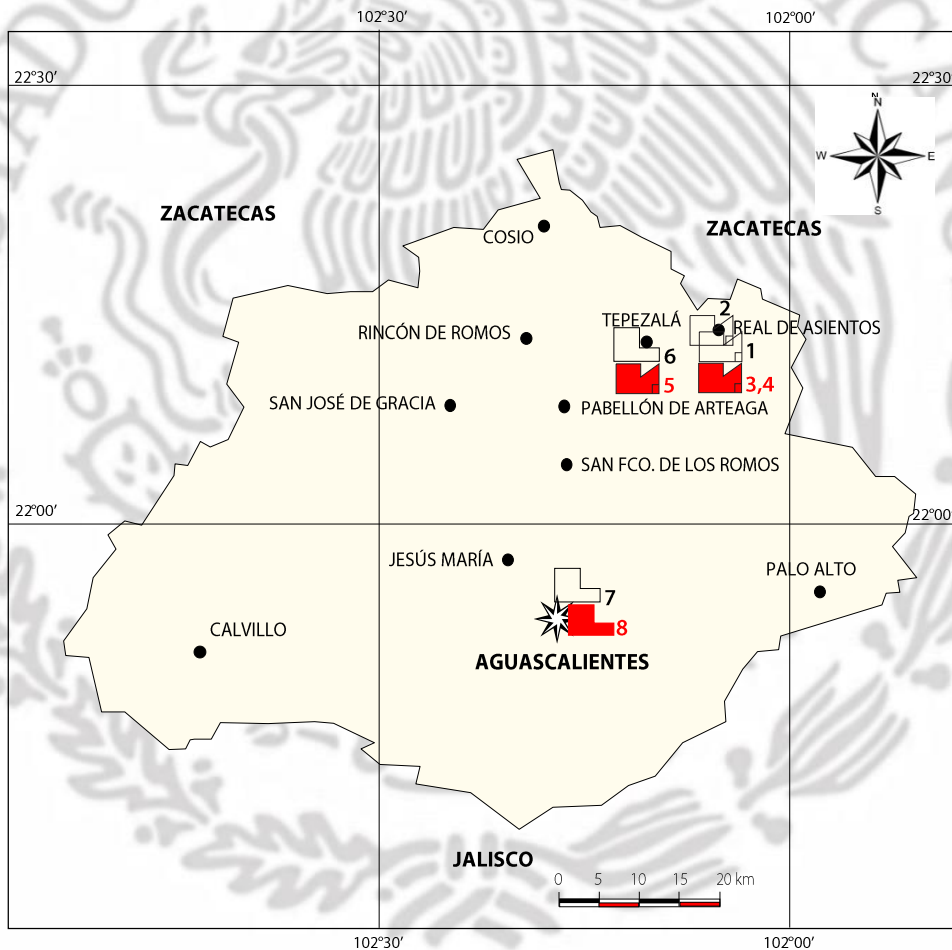 102°30′
102°00′
22°30′
22°30
N
N
W
E
S
ZACATECAS
ZACATECAS
COSIO
2
TEPEZALÁ
REAL DE ASIENTOS
RINCÓN DE ROMOS
1
6
5
3,4
SAN JOSÉ DE GRACIA
PABELLÓN DE ARTEAGA
SAN FCO. DE LOS ROMOS
22°00′
22°00
JESÚS MARÍA
PALO ALTO
7
8
CALVILLO
AGUASCALIENTES
JALISCO
0 5 10 15 20 km
102°30′
102°00′